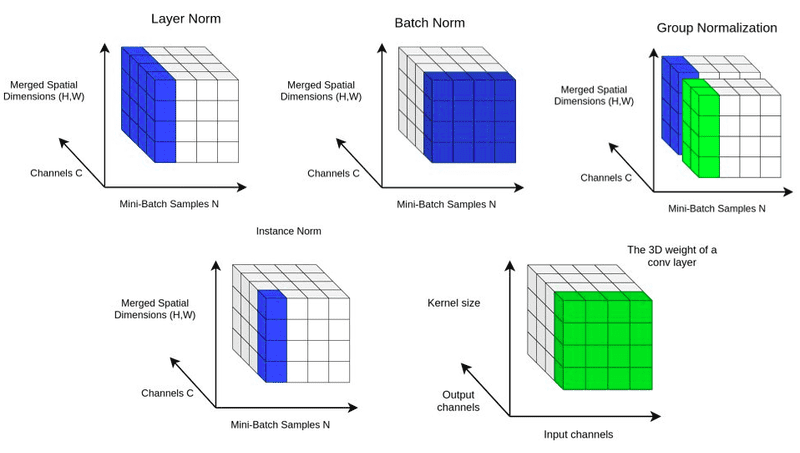 Layer Norm
Merged Spatial
Dimensions (H,W)
Channels C
Mini-Batch Samples N
Batch Norm
Merged Spatial
Dimensions (H,W)
Channels C
Mini-Batch Samples N
Group Normalization
Merged Spatial
Dimensions (H,W)
Channels C
Mini-Batch Samples N
Instance Norm
Merged Spatial
Dimensions (H,W)
Channels C
Mini-Batch Samples N
The 3D weight of a
conv layer
Kernel size
Output
channels
Input channels